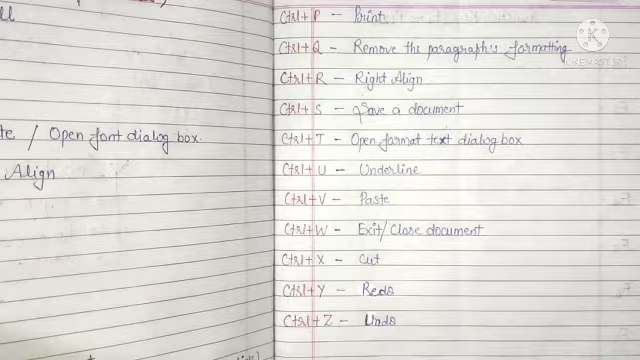 te / Open font dialog box.
Align
Ctrl+P - Print
Ctrl+Q - Remove the paragraph's formatting
Ctrl+R - Right Align
Ctrl+S - Save a document
Ctrl+T - Open format text dialog box
Ctrl+U - Underline
Ctrl+V - Paste
Ctrl+W - Exit/Close document
Ctrl+X - Cut
Ctrl+Y - Redo
Ctrl+Z - Undo
KINEMASTER